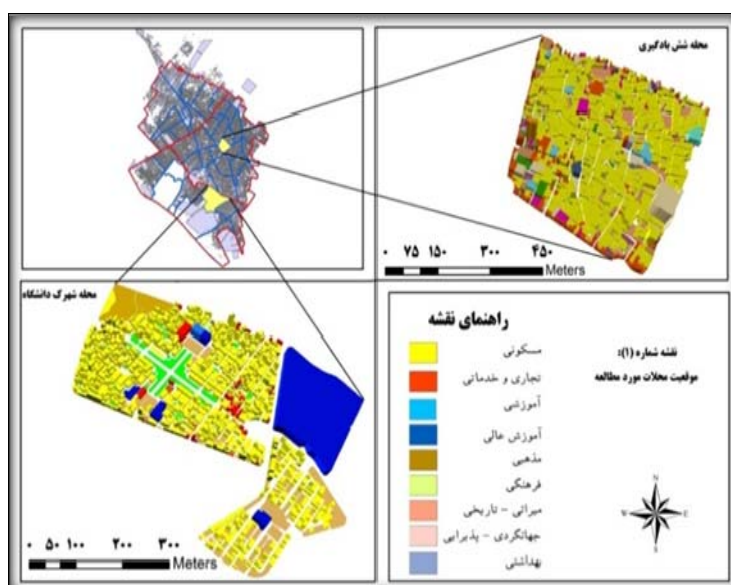 محله شش بادگیری
۰ ۷۵ ۱۵۰ ۳۰۰ ۴۵۰
Meters
محله شهرک دانشگاه
۰ ۵۰ ۱۰۰ ۲۰۰ ۳۰۰
Meters
راهنمای نقشه
مسکونی
تجاری و خدماتی
آموزشی
آموزش عالی
مذهبی
فرهنگی
میراثی - تاریخی
جهانگردی - پذیرایی
بهداشتی
نقشه شماره (۱):
موقعیت محلات مورد مطالعه
N
W E
S